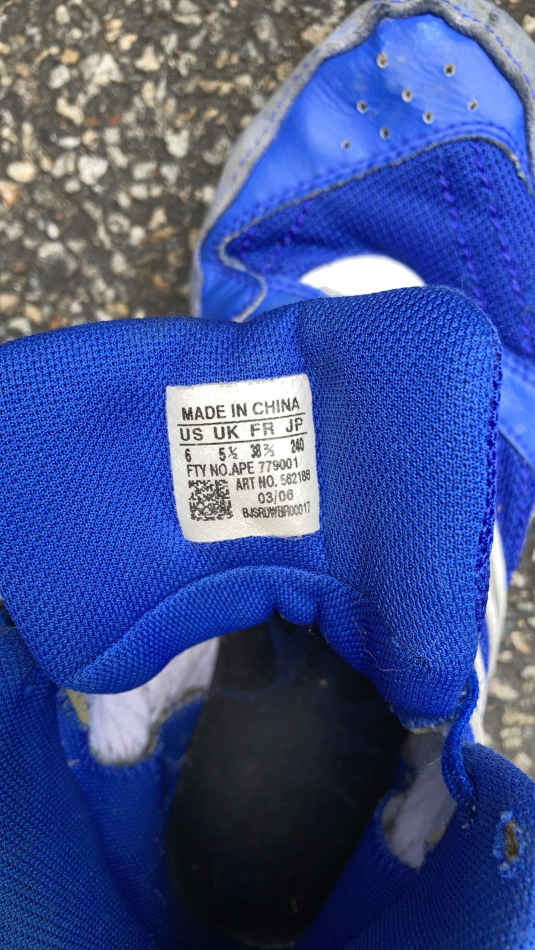 MADE IN CHINA
US UK FR JP
6 5½ 38⅔ 240
FTY NO.APE 779001
ART NO. 562188
03/06